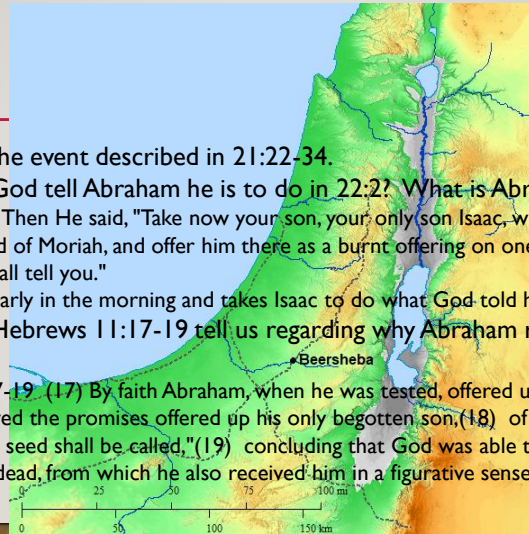 he event described in 21:22-34.
God tell Abraham he is to do in 22:2? What is Abr
Then He said, "Take now your son, your only son Isaac, w
d of Moriah, and offer him there as a burnt offering on one
all tell you."
arly in the morning and takes Isaac to do what God told h
Hebrews 11:17-19 tell us regarding why Abraham
Beersheba
7-19 (17) By faith Abraham, when he was tested, offered u
ed the promises offered up his only begotten son,(18) of
seed shall be called,"(19) concluding that God was able t
dead, from which he also received him in a figurative sense
0 25 50 75 100 mi
0 50 100 150 km